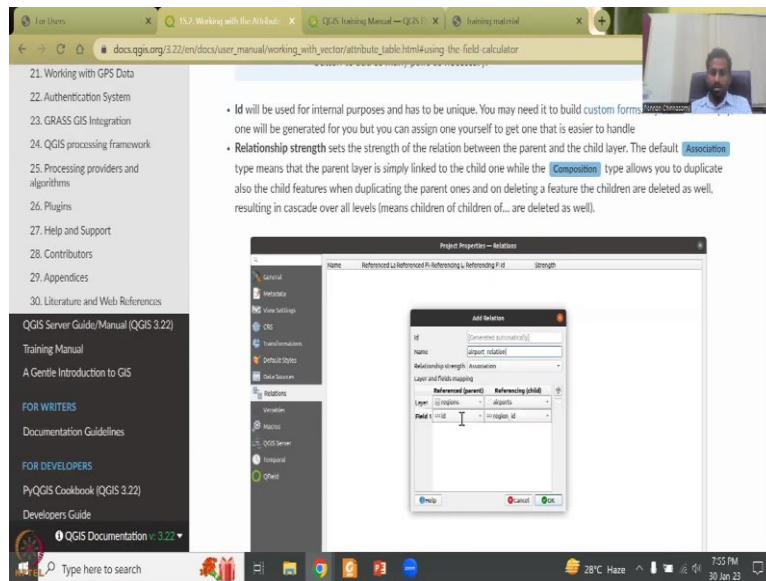 For Users
15.2. Working with the Attribute
QGIS Training Manual — QGIS D
training material
docs.qgis.org/3.22/en/docs/user_manual/working_with_vector/attribute_table.html#using-the-field-calculator
Pennan Chinnasamy
21. Working with GPS Data
22. Authentication System
23. GRASS GIS Integration
24. QGIS processing framework
25. Processing providers and
algorithms
26. Plugins
27. Help and Support
28. Contributors
29. Appendices
30. Literature and Web References
QGIS Server Guide/Manual (QGIS 3.22)
Training Manual
A Gentle Introduction to GIS
FOR WRITERS
Documentation Guidelines
FOR DEVELOPERS
PyQGIS Cookbook (QGIS 3.22)
Developers Guide
QGIS Documentation v: 3.22
• Id will be used for internal purposes and has to be unique. You may need it to build custom forms.
one will be generated for you but you can assign one yourself to get one that is easier to handle
• Relationship strength sets the strength of the relation between the parent and the child layer. The default Association
type means that the parent layer is simply linked to the child one while the Composition type allows you to duplicate
also the child features when duplicating the parent ones and on deleting a feature the children are deleted as well,
resulting in cascade over all levels (means children of children of... are deleted as well).
Project Properties — Relations
General
Metadata
View Settings
CRS
Transformations
Default Styles
Data Sources
Relations
Variables
Macros
QGIS Server
Temporal
QField
Name Referenced La Referenced Fi Referencing L Referencing Fi Id Strength
Add Relation
Id [Generated automatically]
Name airport_relation
Relationship strength Association
Layer and fields mapping
Referenced (parent) Referencing (child)
Layer regions airports
Field 1 id region_id
Help Cancel OK
NPTEL
Type here to search
28°C Haze
7:55 PM
30 Jan 23